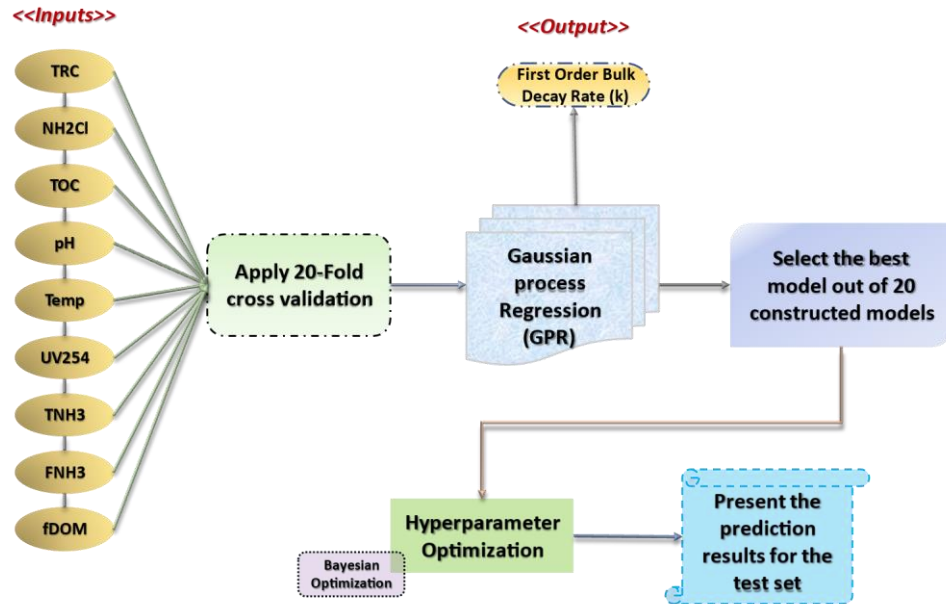 <<Inputs>>
TRC
NH2Cl
TOC
pH
Temp
UV254
TNH3
FNH3
fDOM
Apply 20-Fold
cross validation
<<Output>>
First Order Bulk
Decay Rate (k)
Gaussian
process
Regression
(GPR)
Select the best
model out of 20
constructed models
Hyperparameter
Optimization
Bayesian
Optimization
Present the
prediction
results for the
test set